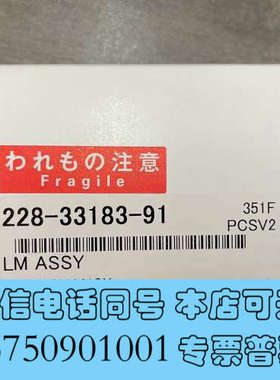 われもの注意
Fragile
228-33183-91
351F
PCSV2
LM ASSY
信电话同号 本店可
750901001 专票普票